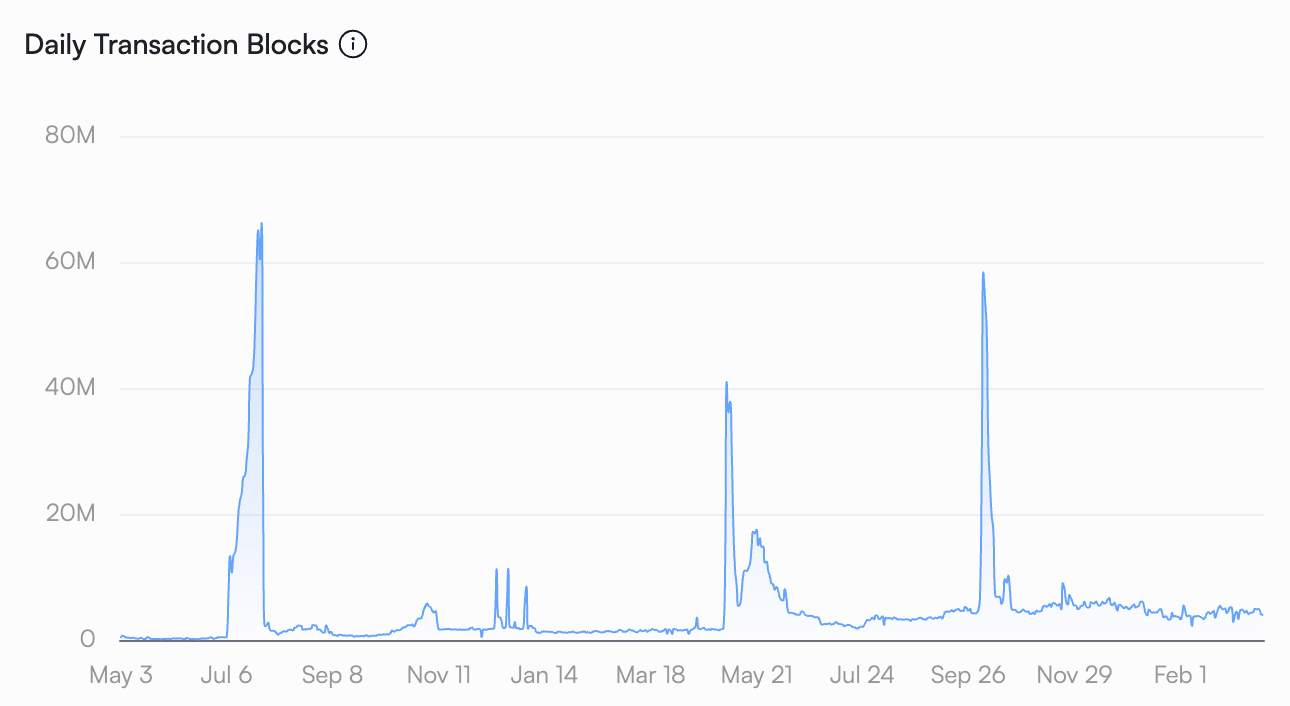 Daily Transaction Blocks
80M
60M
40M
20M
0
May 3 Jul 6 Sep 8 Nov 11 Jan 14 Mar 18 May 21 Jul 24 Sep 26 Nov 29 Feb 1